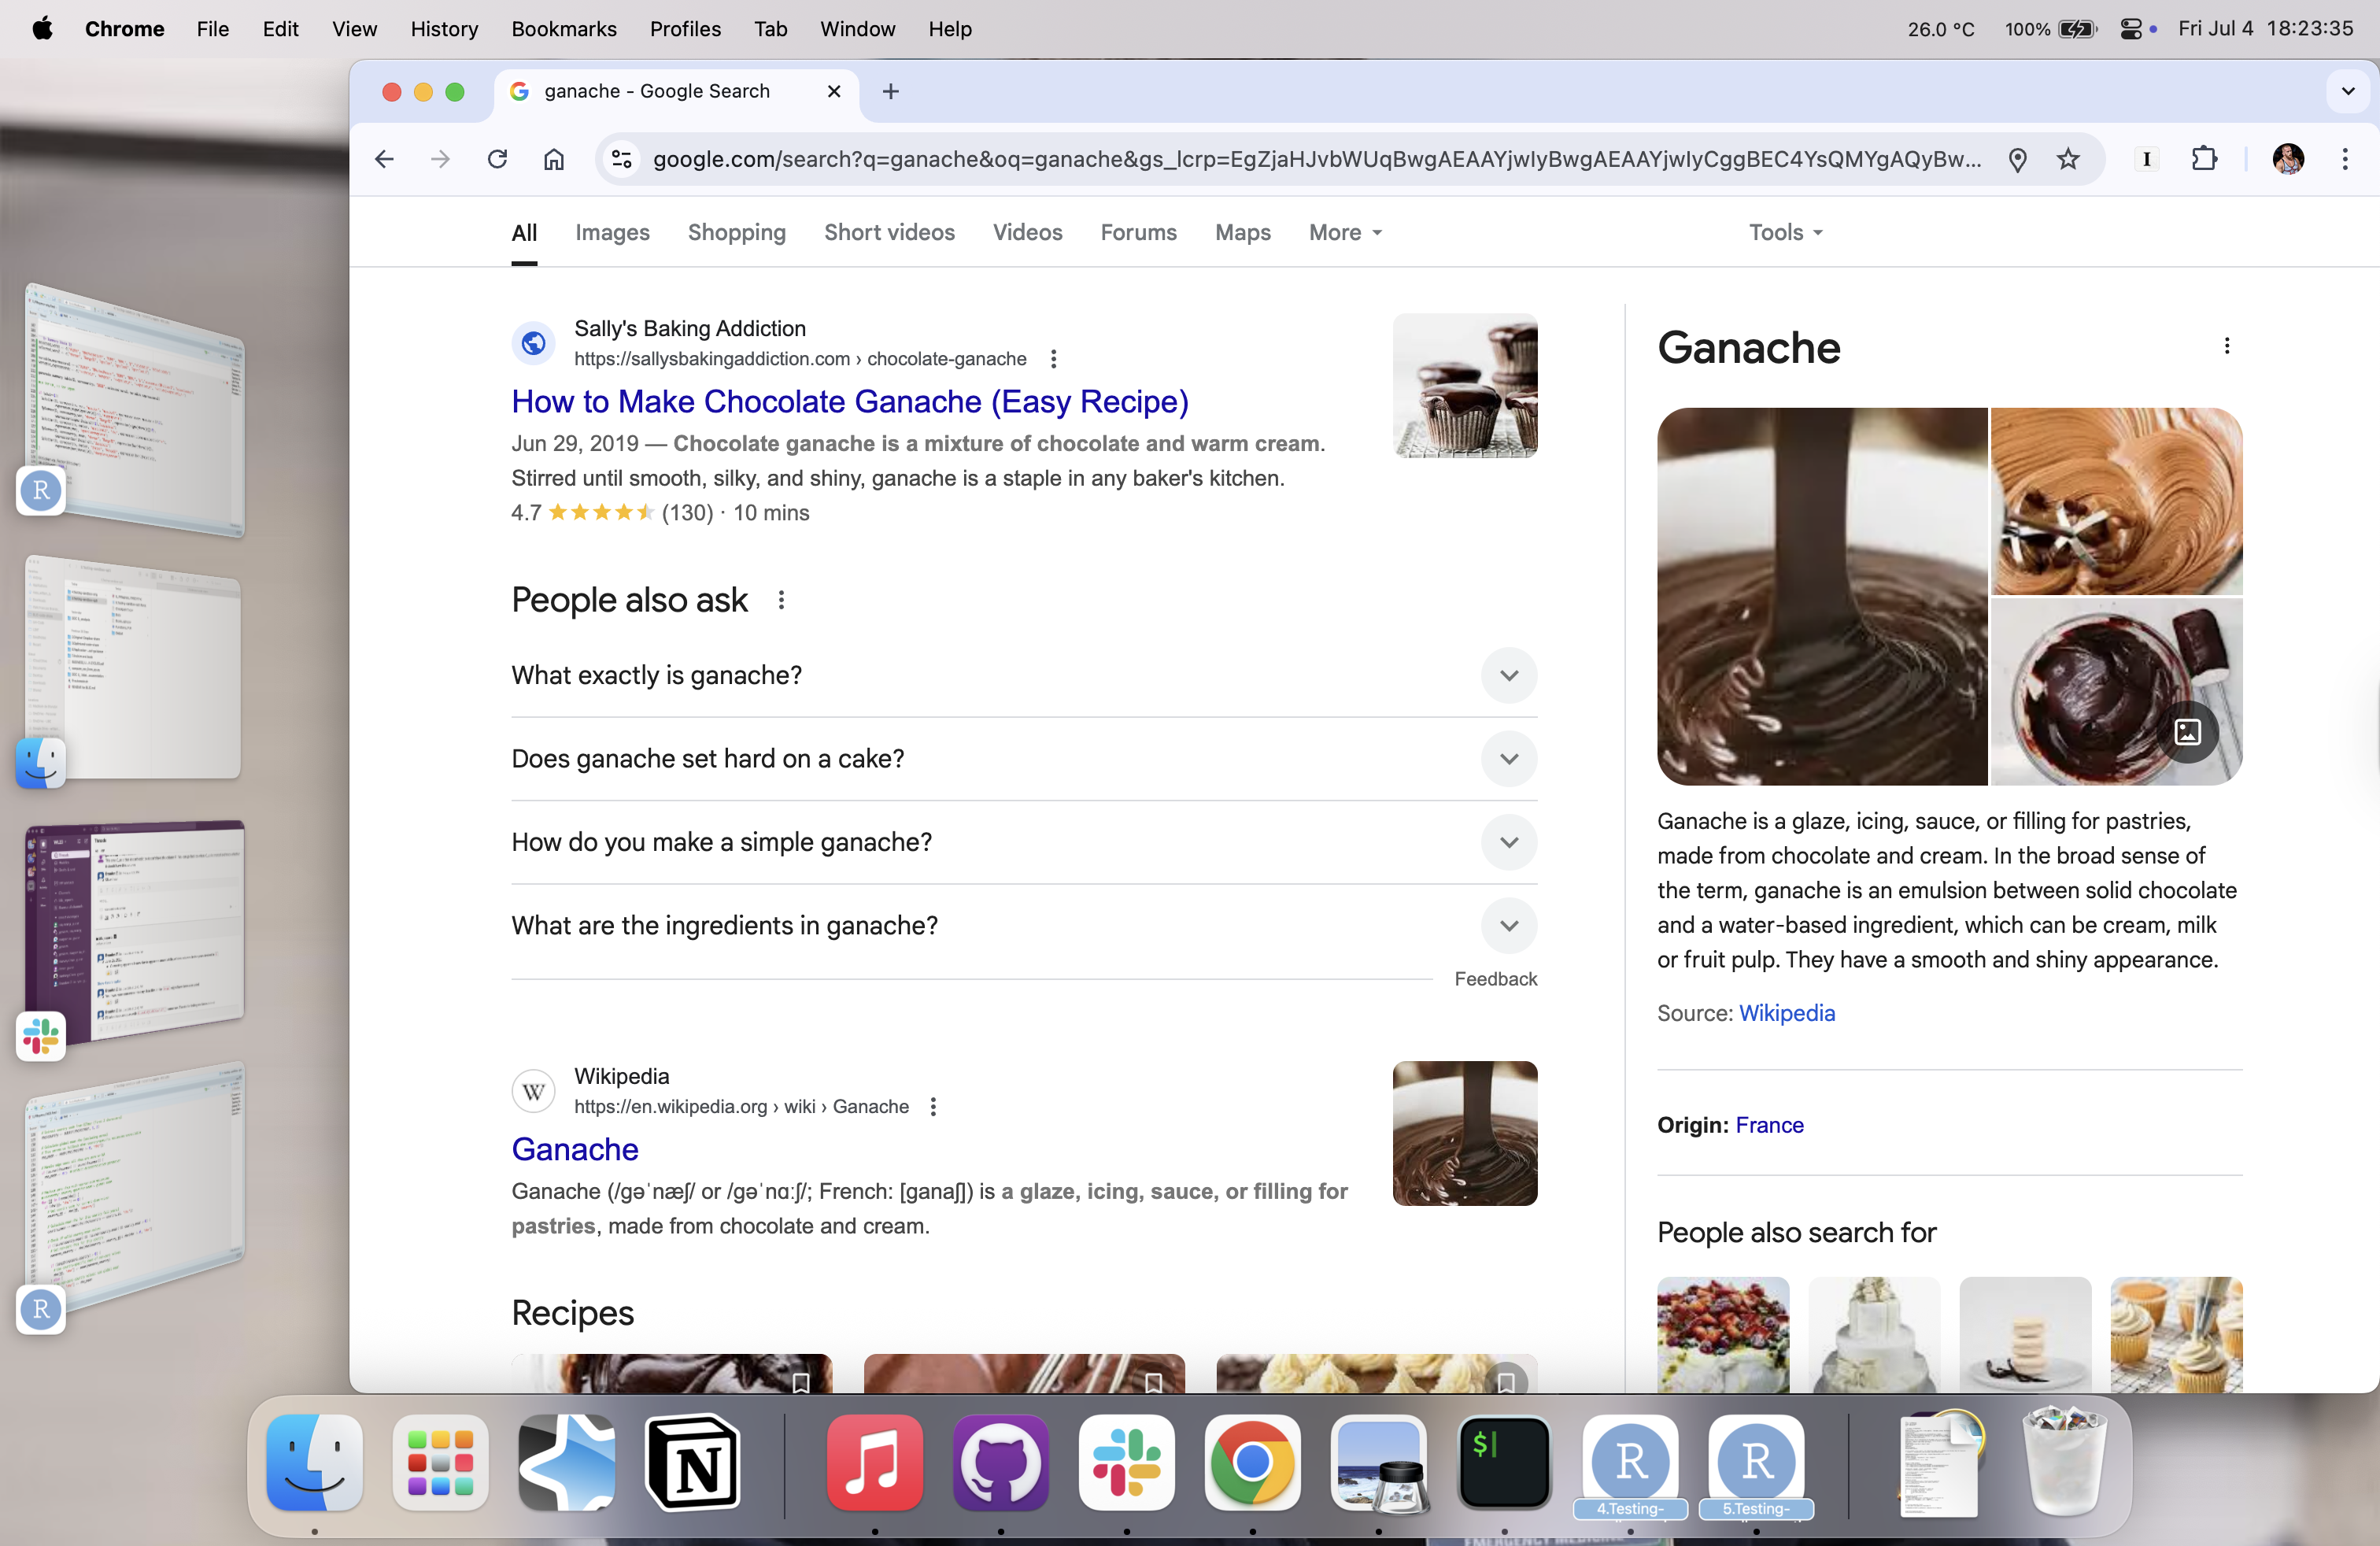 Chrome File Edit View History Bookmarks Profiles Tab Window Help
26.0 °C 100% Fri Jul 4 18:23:35
ganache - Google Search
google.com/search?q=ganache&oq=ganache&gs_lcrp=EgZjaHJvbWUqBwgAEAAYjwIyBwgAEAAYjwIyCggBEC4YsQMYgAQyBw...
All Images Shopping Short videos Videos Forums Maps More Tools
Sally's Baking Addiction
https://sallysbakingaddiction.com › chocolate-ganache
How to Make Chocolate Ganache (Easy Recipe)
Jun 29, 2019 — Chocolate ganache is a mixture of chocolate and warm cream.
Stirred until smooth, silky, and shiny, ganache is a staple in any baker's kitchen.
4.7 (130) · 10 mins
People also ask
What exactly is ganache?
Does ganache set hard on a cake?
How do you make a simple ganache?
What are the ingredients in ganache?
Feedback
W
Wikipedia
https://en.wikipedia.org › wiki › Ganache
Ganache
Ganache (/ɡəˈnæʃ/ or /ɡəˈnɑːʃ/; French: [ganaʃ]) is a glaze, icing, sauce, or filling for
pastries, made from chocolate and cream.
Recipes
Ganache
Ganache is a glaze, icing, sauce, or filling for pastries,
made from chocolate and cream. In the broad sense of
the term, ganache is an emulsion between solid chocolate
and a water-based ingredient, which can be cream, milk
or fruit pulp. They have a smooth and shiny appearance.
Source: Wikipedia
Origin: France
People also search for
R
R
N
$
R
R
4.Testing-
5.Testing-
EMERGENCY MEDICINE